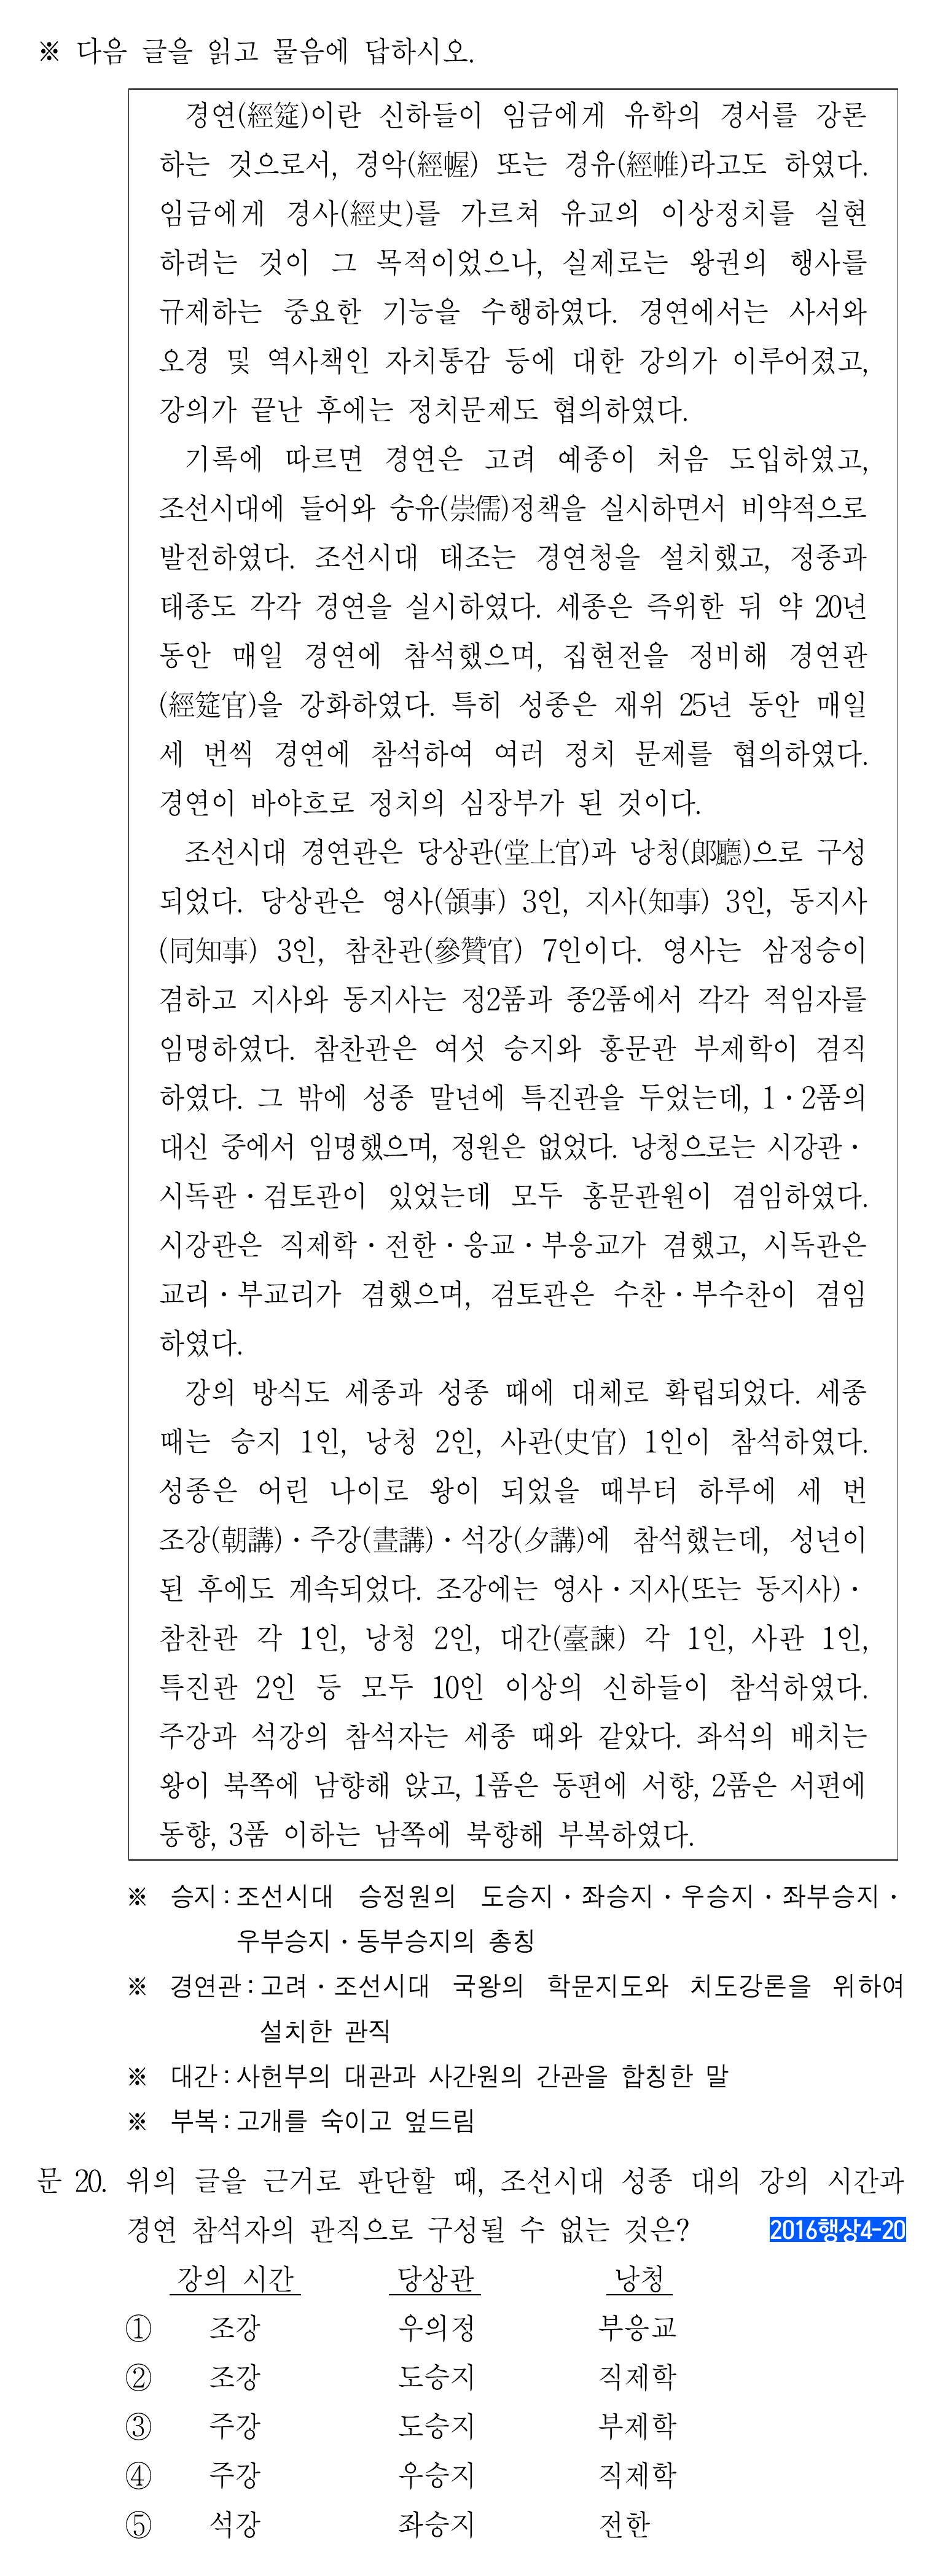 ※ 다음 글을 읽고 물음에 답하시오.
경연(經筵)이란 신하들이 임금에게 유학의 경서를 강론
하는 것으로서, 경악(經幄) 또는 경유(經帷)라고도 하였다.
임금에게 경사(經史)를 가르쳐 유교의 이상정치를 실현
하려는 것이 그 목적이었으나, 실제로는 왕권의 행사를
규제하는 중요한 기능을 수행하였다. 경연에서는 사서와
오경 및 역사책인 자치통감 등에 대한 강의가 이루어졌고,
강의가 끝난 후에는 정치문제도 협의하였다.
기록에 따르면 경연은 고려 예종이 처음 도입하였고,
조선시대에 들어와 숭유(崇儒)정책을 실시하면서 비약적으로
발전하였다. 조선시대 태조는 경연청을 설치했고, 정종과
태종도 각각 경연을 실시하였다. 세종은 즉위한 뒤 약 20년
동안 매일 경연에 참석했으며, 집현전을 정비해 경연관
(經筵官)을 강화하였다. 특히 성종은 재위 25년 동안 매일
세 번씩 경연에 참석하여 여러 정치 문제를 협의하였다.
경연이 바야흐로 정치의 심장부가 된 것이다.
조선시대 경연관은 당상관(堂上官)과 낭청(郞廳)으로 구성
되었다. 당상관은 영사(領事) 3인, 지사(知事) 3인, 동지사
(同知事) 3인, 참찬관(參贊官) 7인이다. 영사는 삼정승이
겸하고 지사와 동지사는 정2품과 종2품에서 각각 적임자를
임명하였다. 참찬관은 여섯 승지와 홍문관 부제학이 겸직
하였다. 그 밖에 성종 말년에 특진관을 두었는데, 1·2품의
대신 중에서 임명했으며, 정원은 없었다. 낭청으로는 시강관·
시독관·검토관이 있었는데 모두 홍문관원이 겸임하였다.
시강관은 직제학·전한·응교·부응교가 겸했고, 시독관은
교리·부교리가 겸했으며, 검토관은 수찬·부수찬이 겸임
하였다.
강의 방식도 세종과 성종 때에 대체로 확립되었다. 세종
때는 승지 1인, 낭청 2인, 사관(史官) 1인이 참석하였다.
성종은 어린 나이로 왕이 되었을 때부터 하루에 세 번
조강(朝講)·주강(晝講)·석강(夕講)에 참석했는데, 성년이
된 후에도 계속되었다. 조강에는 영사·지사(또는 동지사)·
참찬관 각 1인, 낭청 2인, 대간(臺諫) 각 1인, 사관 1인,
특진관 2인 등 모두 10인 이상의 신하들이 참석하였다.
주강과 석강의 참석자는 세종 때와 같았다. 좌석의 배치는
왕이 북쪽에 남향해 앉고, 1품은 동편에 서향, 2품은 서편에
동향, 3품 이하는 남쪽에 북향해 부복하였다.
※ 승지 : 조선시대 승정원의 도승지·좌승지·우승지·좌부승지·
우부승지·동부승지의 총칭
※ 경연관 : 고려·조선시대 국왕의 학문지도와 치도강론을 위하여
설치한 관직
※ 대간 : 사헌부의 대관과 사간원의 간관을 합칭한 말
※ 부복 : 고개를 숙이고 엎드림
문 20. 위의 글을 근거로 판단할 때, 조선시대 성종 대의 강의 시간과
경연 참석자의 관직으로 구성될 수 없는 것은? 2016행상4-20
강의 시간 당상관 낭청
① 조강 우의정 부응교
② 조강 도승지 직제학
③ 주강 도승지 부제학
④ 주강 우승지 직제학
⑤ 석강 좌승지 전한